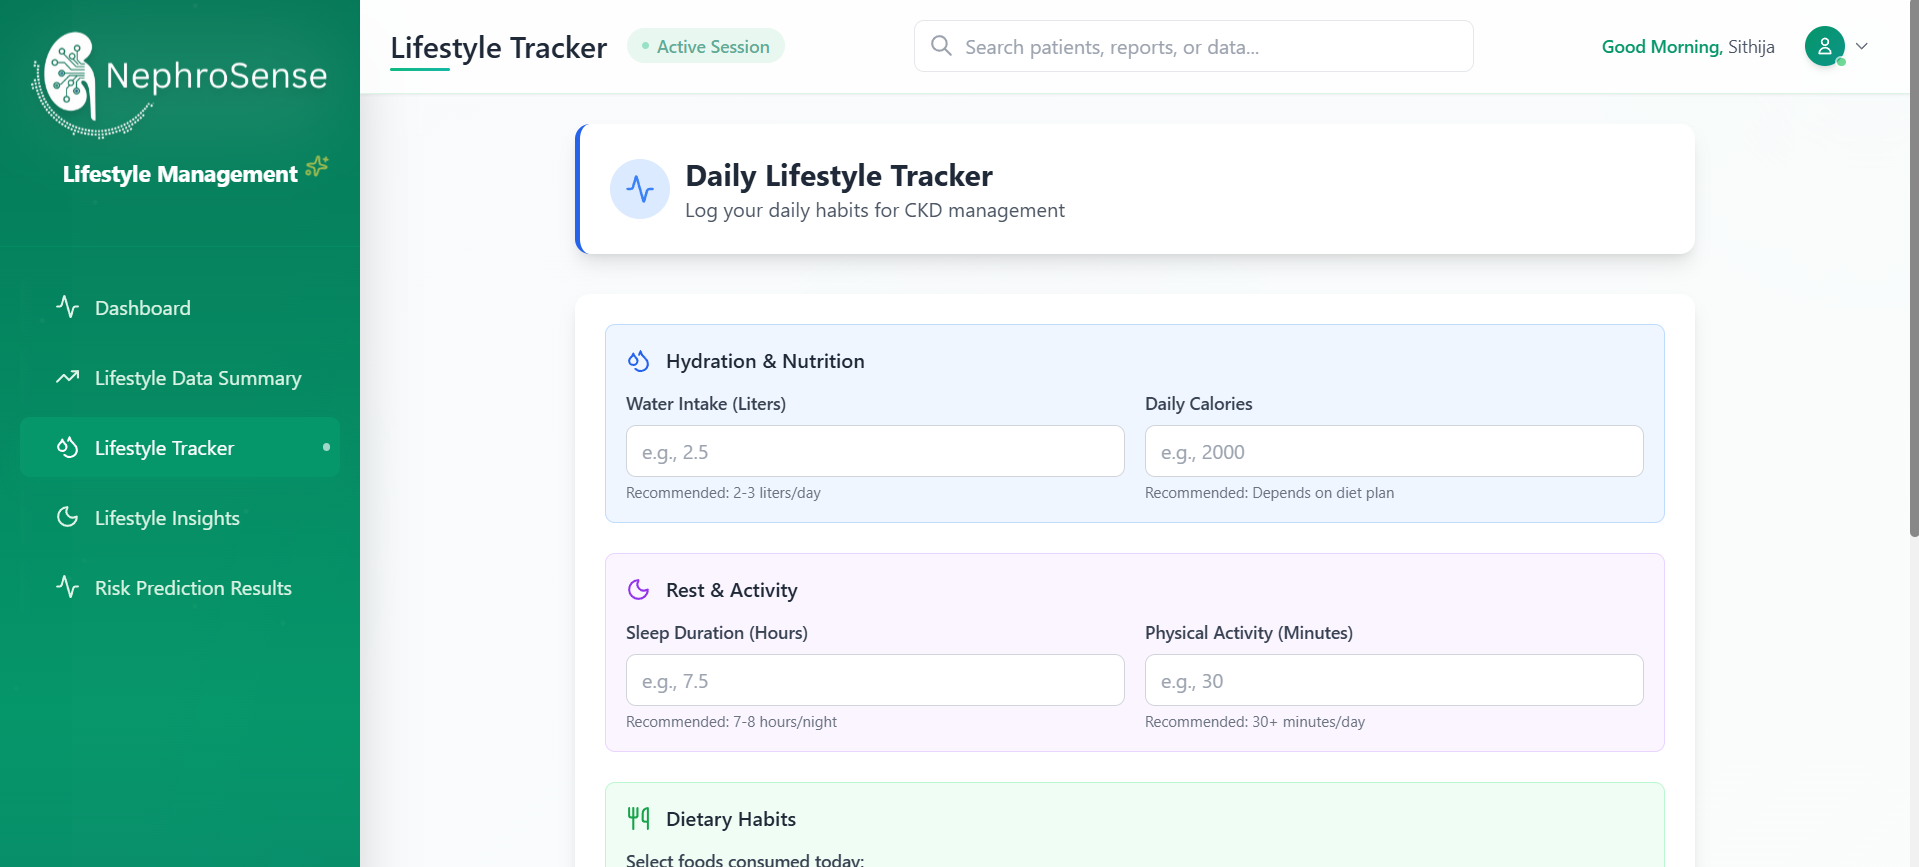 NephroSense
Lifestyle Management
Dashboard
Lifestyle Data Summary
Lifestyle Tracker
Lifestyle Insights
Risk Prediction Results
Lifestyle Tracker
Active Session
Search patients, reports, or data...
Good Morning, Sithija
Daily Lifestyle Tracker
Log your daily habits for CKD management
Hydration & Nutrition
Water Intake (Liters)
e.g., 2.5
Recommended: 2-3 liters/day
Daily Calories
e.g., 2000
Recommended: Depends on diet plan
Rest & Activity
Sleep Duration (Hours)
e.g., 7.5
Recommended: 7-8 hours/night
Physical Activity (Minutes)
e.g., 30
Recommended: 30+ minutes/day
Dietary Habits
Select foods consumed today: